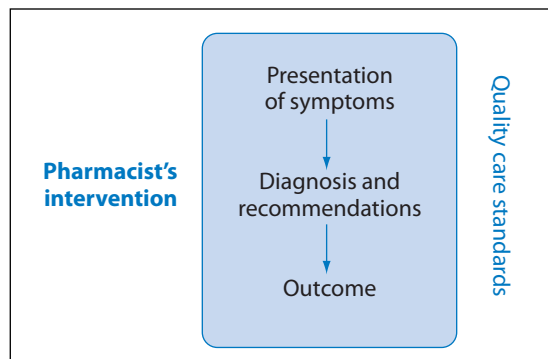 Pharmacist's
intervention
Presentation
of symptoms
Diagnosis and
recommendations
Outcome
Quality care standards